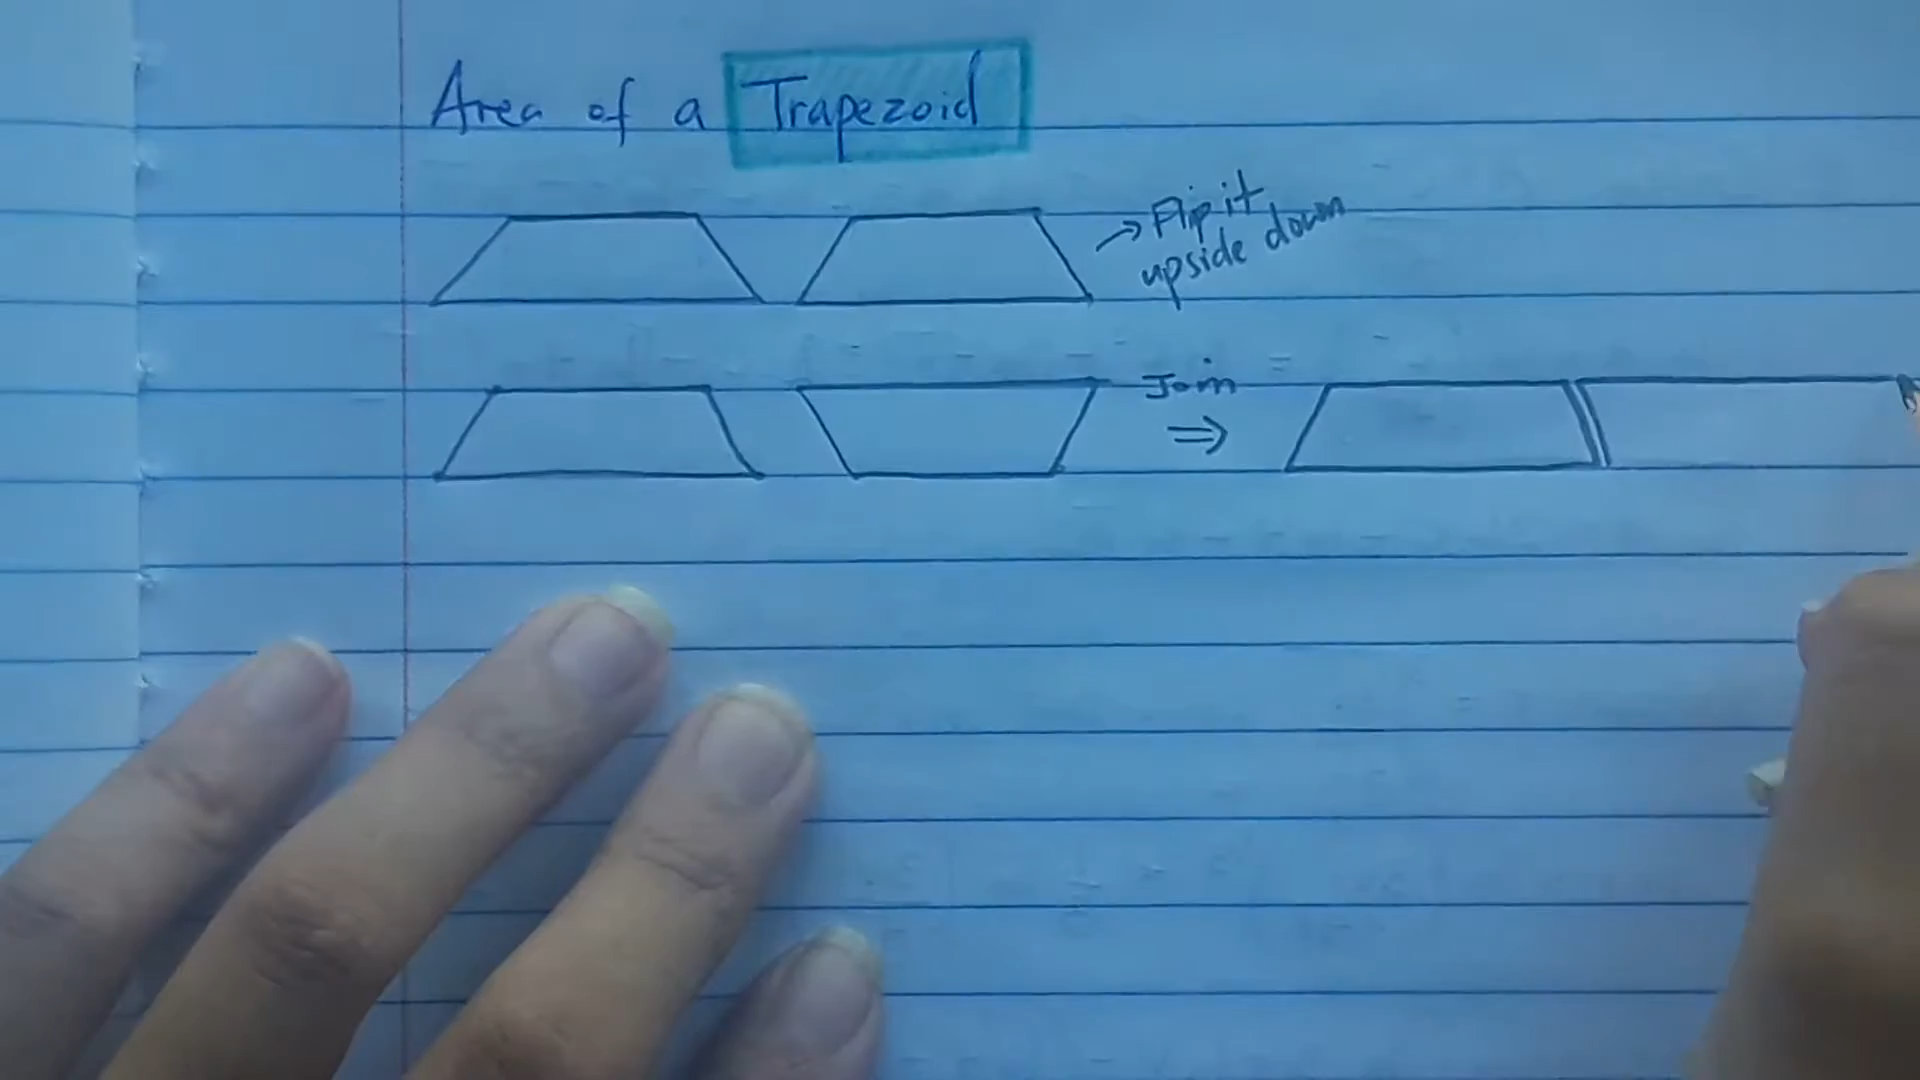 Area of a Trapezoid
→ Flip it
upside down
Join
⇒